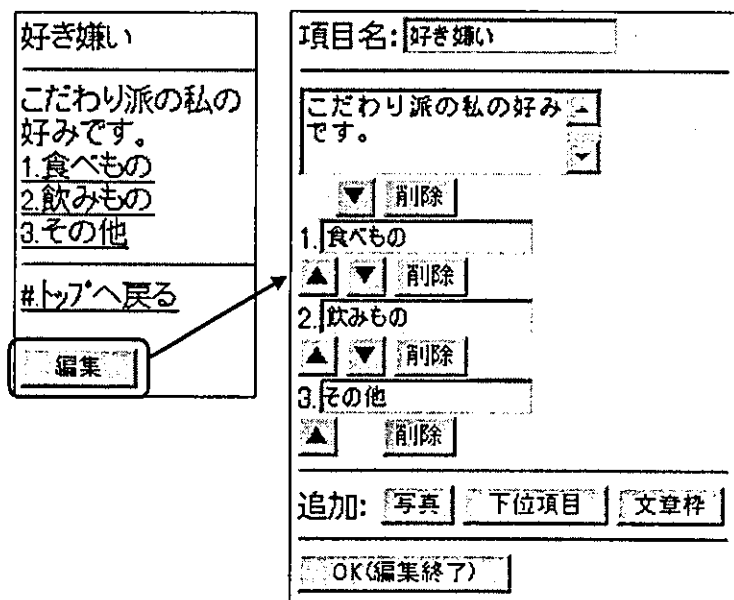 好き嫌い
こだわり派の私の
好みです。
1.食べもの
2.飲みもの
3.その他
#.トップへ戻る
編集
項目名: 好き嫌い
こだわり派の私の好み
です。
▼ 削除
1. 食べもの
▲ ▼ 削除
2. 飲みもの
▲ ▼ 削除
3. その他
▲ 削除
追加: 写真 下位項目 文章枠
OK(編集終了)